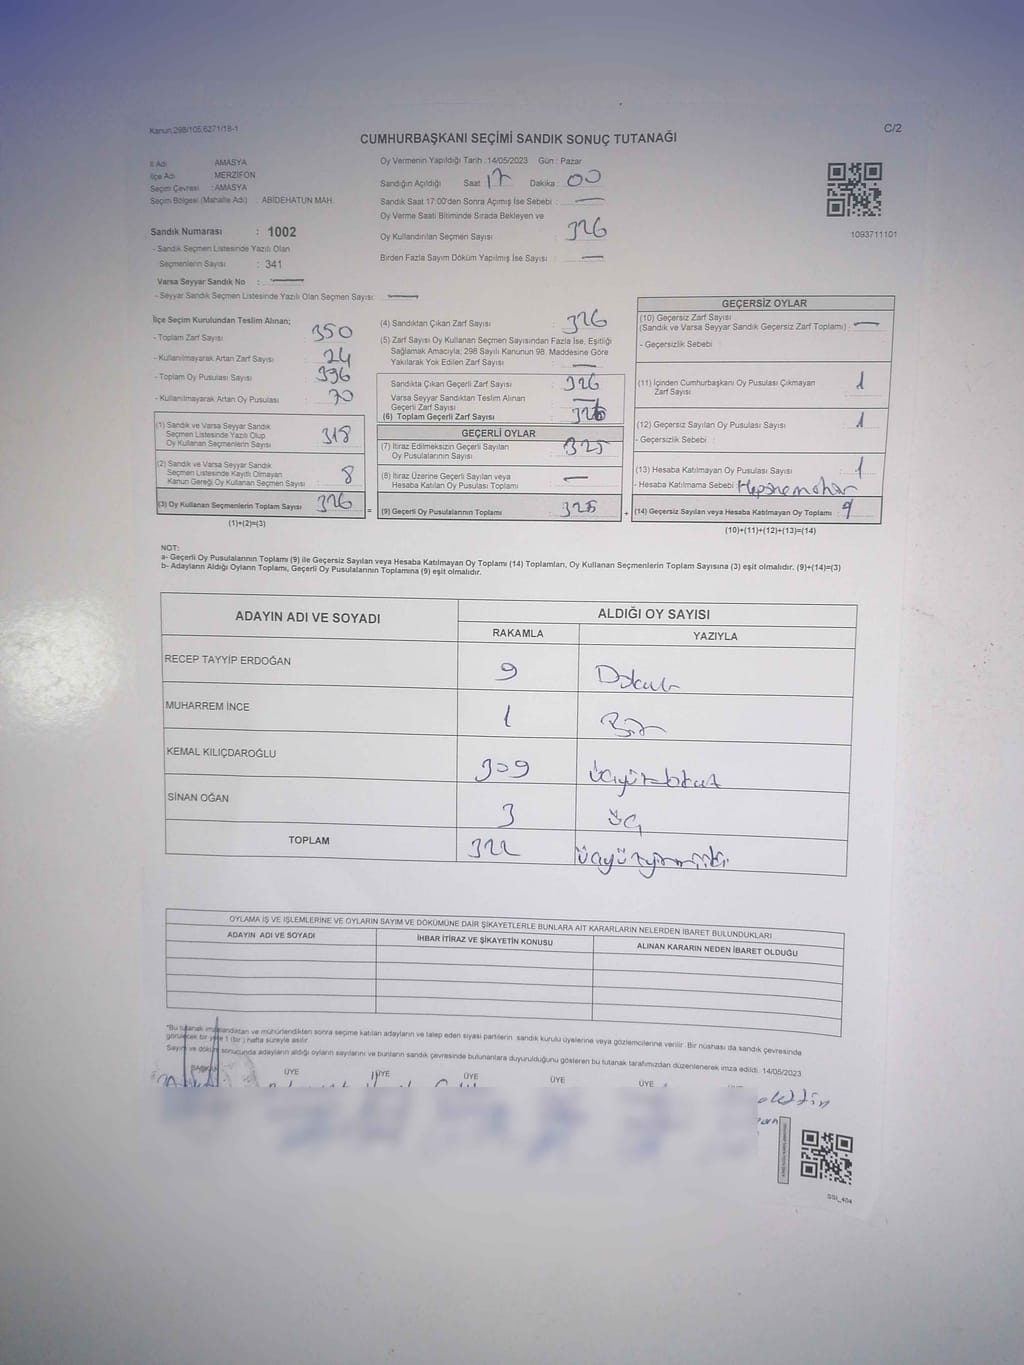 Kanun:298/105,6271/18-1
C/2
CUMHURBAŞKANI SEÇİMİ SANDIK SONUÇ TUTANAĞI
İl Adı : AMASYA
İlçe Adı : MERZİFON
Seçim Çevresi : AMASYA
Seçim Bölgesi (Mahalle Adı) : ABİDEHATUN MAH.
Sandık Numarası : 1002
- Sandık Seçmen Listesinde Yazılı Olan
Seçmenlerin Sayısı : 341
Varsa Seyyar Sandık No : —
- Seyyar Sandık Seçmen Listesinde Yazılı Olan Seçmen Sayısı: —
Oy Vermenin Yapıldığı Tarih :14/05/2023 Gün : Pazar
Sandığın Açıldığı Saat 17 Dakika : 00
Sandık Saat 17:00'den Sonra Açımış İse Sebebi : —
Oy Verme Saati Bitiminde Sırada Bekleyen ve
Oy Kullandırılan Seçmen Sayısı : 326
Birden Fazla Sayım Döküm Yapılmış İse Sayısı : —
1093711101
İlçe Seçim Kurulundan Teslim Alınan;
- Toplam Zarf Sayısı : 350
- Kullanılmayarak Artan Zarf Sayısı : 24
- Toplam Oy Pusulası Sayısı : 396
- Kullanılmayarak Artan Oy Pusulası : 70
(1) Sandık ve Varsa Seyyar Sandık
Seçmen Listesinde Yazılı Olup
Oy Kullanan Seçmenlerin Sayısı : 318
(2) Sandık ve Varsa Seyyar Sandık
Seçmen Listesinde Kayıtlı Olmayan
Kanun Gereği Oy Kullanan Seçmen Sayısı : 8
(3) Oy Kullanan Seçmenlerin Toplam Sayısı : 326 =
(1)+(2)=(3)
(4) Sandıktan Çıkan Zarf Sayısı : 326
(5) Zarf Sayısı Oy Kullanan Seçmen Sayısından Fazla İse, Eşitliği
Sağlamak Amacıyla; 298 Sayılı Kanunun 98. Maddesine Göre
Yakılarak Yok Edilen Zarf Sayısı : —
Sandıkta Çıkan Geçerli Zarf Sayısı : 326
Varsa Seyyar Sandıktan Teslim Alınan
Geçerli Zarf Sayısı : —
(6) Toplam Geçerli Zarf Sayısı : 326
GEÇERLİ OYLAR
(7) İtiraz Edilmeksizin Geçerli Sayılan
Oy Pusulalarının Sayısı : 325
(8) İtiraz Üzerine Geçerli Sayılan veya
Hesaba Katılan Oy Pusulası Toplamı : —
(9) Geçerli Oy Pusulalarının Toplamı : 325 +
GEÇERSİZ OYLAR
(10) Geçersiz Zarf Sayısı
(Sandık ve Varsa Seyyar Sandık Geçersiz Zarf Toplamı) : —
- Geçersizlik Sebebi :
(11) İçinden Cumhurbaşkanı Oy Pusulası Çıkmayan
Zarf Sayısı : 1
(12) Geçersiz Sayılan Oy Pusulası Sayısı : 1
- Geçersizlik Sebebi :
(13) Hesaba Katılmayan Oy Pusulası Sayısı : 1
- Hesaba Katılmama Sebebi :
(14) Geçersiz Sayılan veya Hesaba Katılmayan Oy Toplamı :
(10)+(11)+(12)+(13)=(14)
NOT:
a- Geçerli Oy Pusulalarının Toplamı (9) ile Geçersiz Sayılan veya Hesaba Katılmayan Oy Toplamı (14) Toplamları, Oy Kullanan Seçmenlerin Toplam Sayısına (3) eşit olmalıdır. (9)+(14)=(3)
b- Adayların Aldığı Oyların Toplamı, Geçerli Oy Pusulalarının Toplamına (9) eşit olmalıdır.
ADAYIN ADI VE SOYADI ALDIĞI OY SAYISI
RAKAMLA YAZIYLA
RECEP TAYYİP ERDOĞAN 9 Dokuz
MUHARREM İNCE 1 Bir
KEMAL KILIÇDAROĞLU 309 üçyüzdokuz
SİNAN OĞAN 3 üç
TOPLAM 322 üçyüzyirmiiki
OYLAMA İŞ VE İŞLEMLERİNE VE OYLARIN SAYIM VE DÖKÜMÜNE DAİR ŞİKAYETLERLE BUNLARA AİT KARARLARIN NELERDEN İBARET BULUNDUKLARI
ADAYIN ADI VE SOYADI İHBAR İTİRAZ VE ŞİKAYETİN KONUSU ALINAN KARARIN NEDEN İBARET OLDUĞU
"Bu tutanak imzalandıktan ve mühürlendikten sonra seçime katılan adayların ve talep eden siyasi partilerin sandık kurulu üyelerine veya gözlemcilerine verilir. Bir nüshası da sandık çevresinde
görülecek bir yere 1 (bir ) hafta süreyle asılır.
Sayım ve döküm sonucunda adayların aldığı oyların sayılarını ve bunların sandık çevresinde bulunanlara duyurulduğunu gösteren bu tutanak tarafımızdan düzenlenerek imza edildi. 14/05/2023
BAŞKAN ÜYE ÜYE ÜYE ÜYE ÜYE
SSI_404